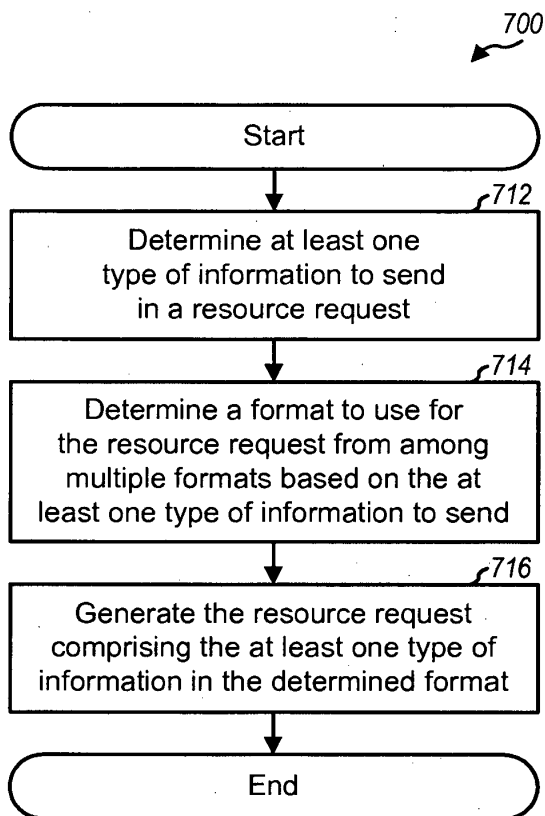 700
Start
712
Determine at least one
type of information to send
in a resource request
714
Determine a format to use for
the resource request from among
multiple formats based on the at
least one type of information to send
716
Generate the resource request
comprising the at least one type of
information in the determined format
End